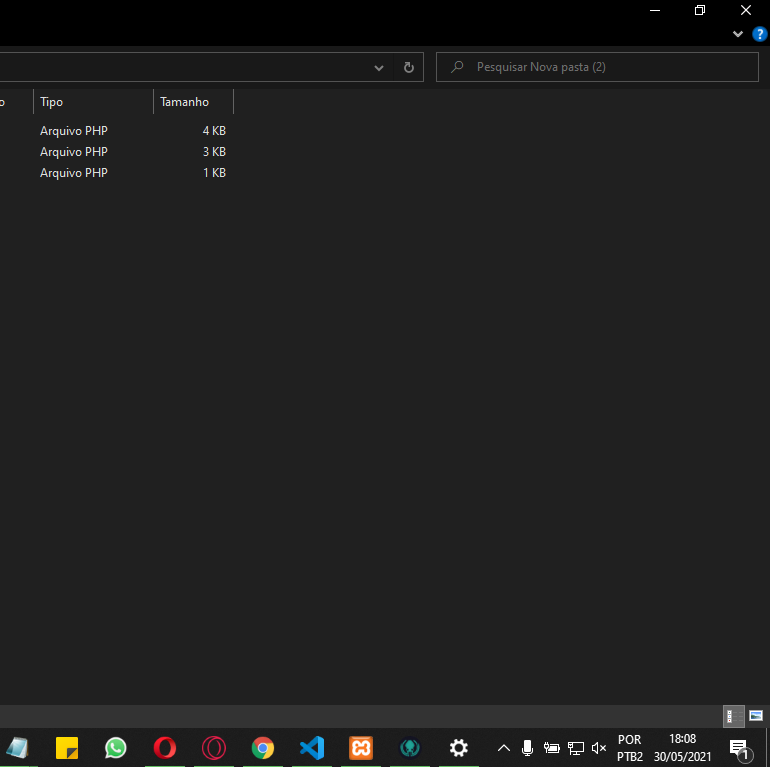 ?
Pesquisar Nova pasta (2)
o
Tipo
Tamanho
Arquivo PHP
4 KB
Arquivo PHP
3 KB
Arquivo PHP
1 KB
POR
PTB2
18:08
30/05/2021
1